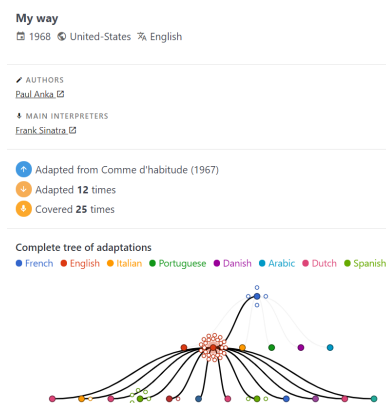 My way
1968 United-States English
AUTHORS
Paul Anka
MAIN INTERPRETERS
Frank Sinatra
Adapted from Comme d'habitude (1967)
Adapted 12 times
Covered 25 times
Complete tree of adaptations
French English Italian Portuguese Danish Arabic Dutch Spanish